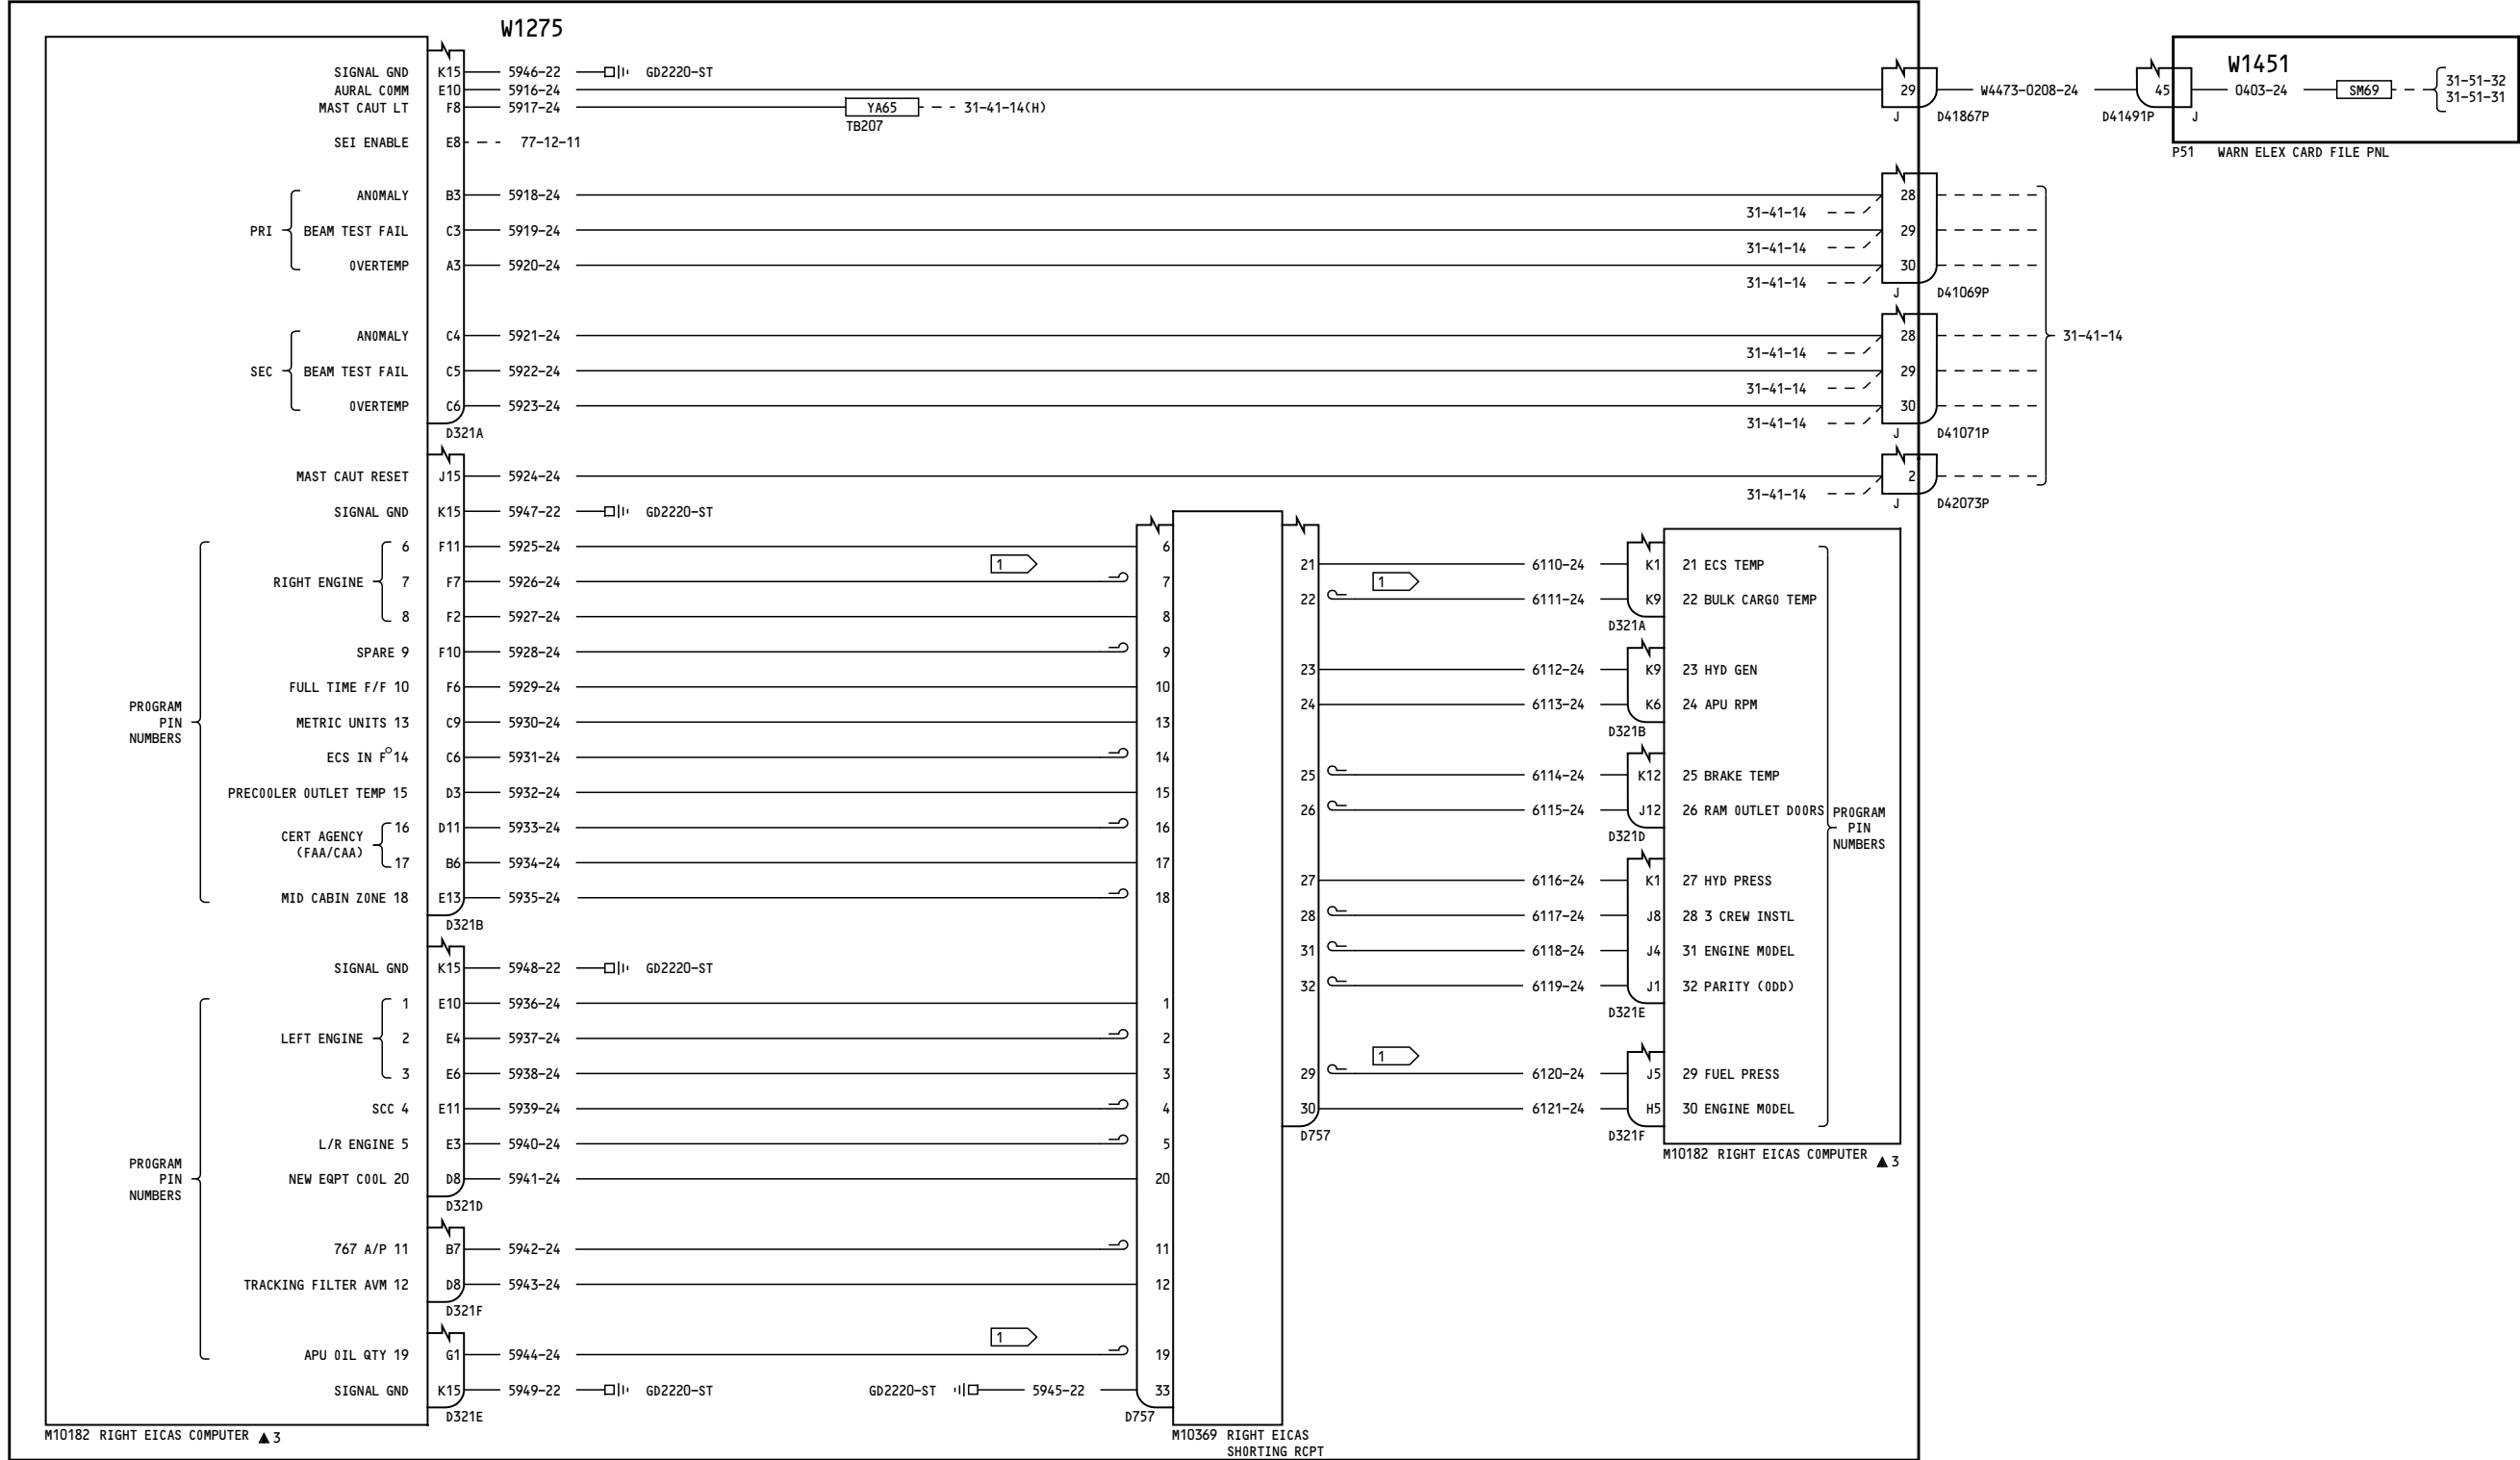 W1275
SIGNAL GND K15 5946-22 GD2220-ST
AURAL COMM E10 5916-24
MAST CAUT LT F8 5917-24 YA65 31-41-14(H)
TB207
SEI ENABLE E8 77-12-11
29 W4473-0208-24 45
J D41867P D41491P J
W1451
0403-24 SM69 31-51-32
31-51-31
P51 WARN ELEX CARD FILE PNL
PRI
ANOMALY B3 5918-24 28
31-41-14
BEAM TEST FAIL C3 5919-24 29
31-41-14
OVERTEMP A3 5920-24 30
31-41-14
J D41069P
SEC
ANOMALY C4 5921-24 28
31-41-14
31-41-14
BEAM TEST FAIL C5 5922-24 29
31-41-14
OVERTEMP C6 5923-24 30
31-41-14
D321A
J D41071P
MAST CAUT RESET J15 5924-24 2
31-41-14
J D42073P
SIGNAL GND K15 5947-22 GD2220-ST
PROGRAM
PIN
NUMBERS
RIGHT ENGINE
6 F11 5925-24 6
1
7 F7 5926-24 7
8 F2 5927-24 8
SPARE 9 F10 5928-24 9
FULL TIME F/F 10 F6 5929-24 10
METRIC UNITS 13 C9 5930-24 13
ECS IN F° 14 C6 5931-24 14
PRECOOLER OUTLET TEMP 15 D3 5932-24 15
CERT AGENCY
(FAA/CAA)
16 D11 5933-24 16
17 B6 5934-24 17
MID CABIN ZONE 18 E13 5935-24 18
D321B
SIGNAL GND K15 5948-22 GD2220-ST
PROGRAM
PIN
NUMBERS
LEFT ENGINE
1 E10 5936-24 1
2 E4 5937-24 2
3 E6 5938-24 3
SCC 4 E11 5939-24 4
L/R ENGINE 5 E3 5940-24 5
NEW EQPT COOL 20 D8 5941-24 20
D321D
767 A/P 11 B7 5942-24 11
TRACKING FILTER AVM 12 D8 5943-24 12
D321F
1
APU OIL QTY 19 G1 5944-24 19
SIGNAL GND K15 5949-22 GD2220-ST GD2220-ST 5945-22 33
D321E
D757
M10182 RIGHT EICAS COMPUTER ▲3
M10369 RIGHT EICAS
SHORTING RCPT
21 6110-24 K1 21 ECS TEMP
1
22 6111-24 K9 22 BULK CARGO TEMP
D321A
23 6112-24 K9 23 HYD GEN
24 6113-24 K6 24 APU RPM
D321B
25 6114-24 K12 25 BRAKE TEMP
26 6115-24 J12 26 RAM OUTLET DOORS
D321D
PROGRAM
PIN
NUMBERS
27 6116-24 K1 27 HYD PRESS
28 6117-24 J8 28 3 CREW INSTL
31 6118-24 J4 31 ENGINE MODEL
32 6119-24 J1 32 PARITY (ODD)
D321E
1
29 6120-24 J5 29 FUEL PRESS
30 6121-24 H5 30 ENGINE MODEL
D757
D321F
M10182 RIGHT EICAS COMPUTER ▲3